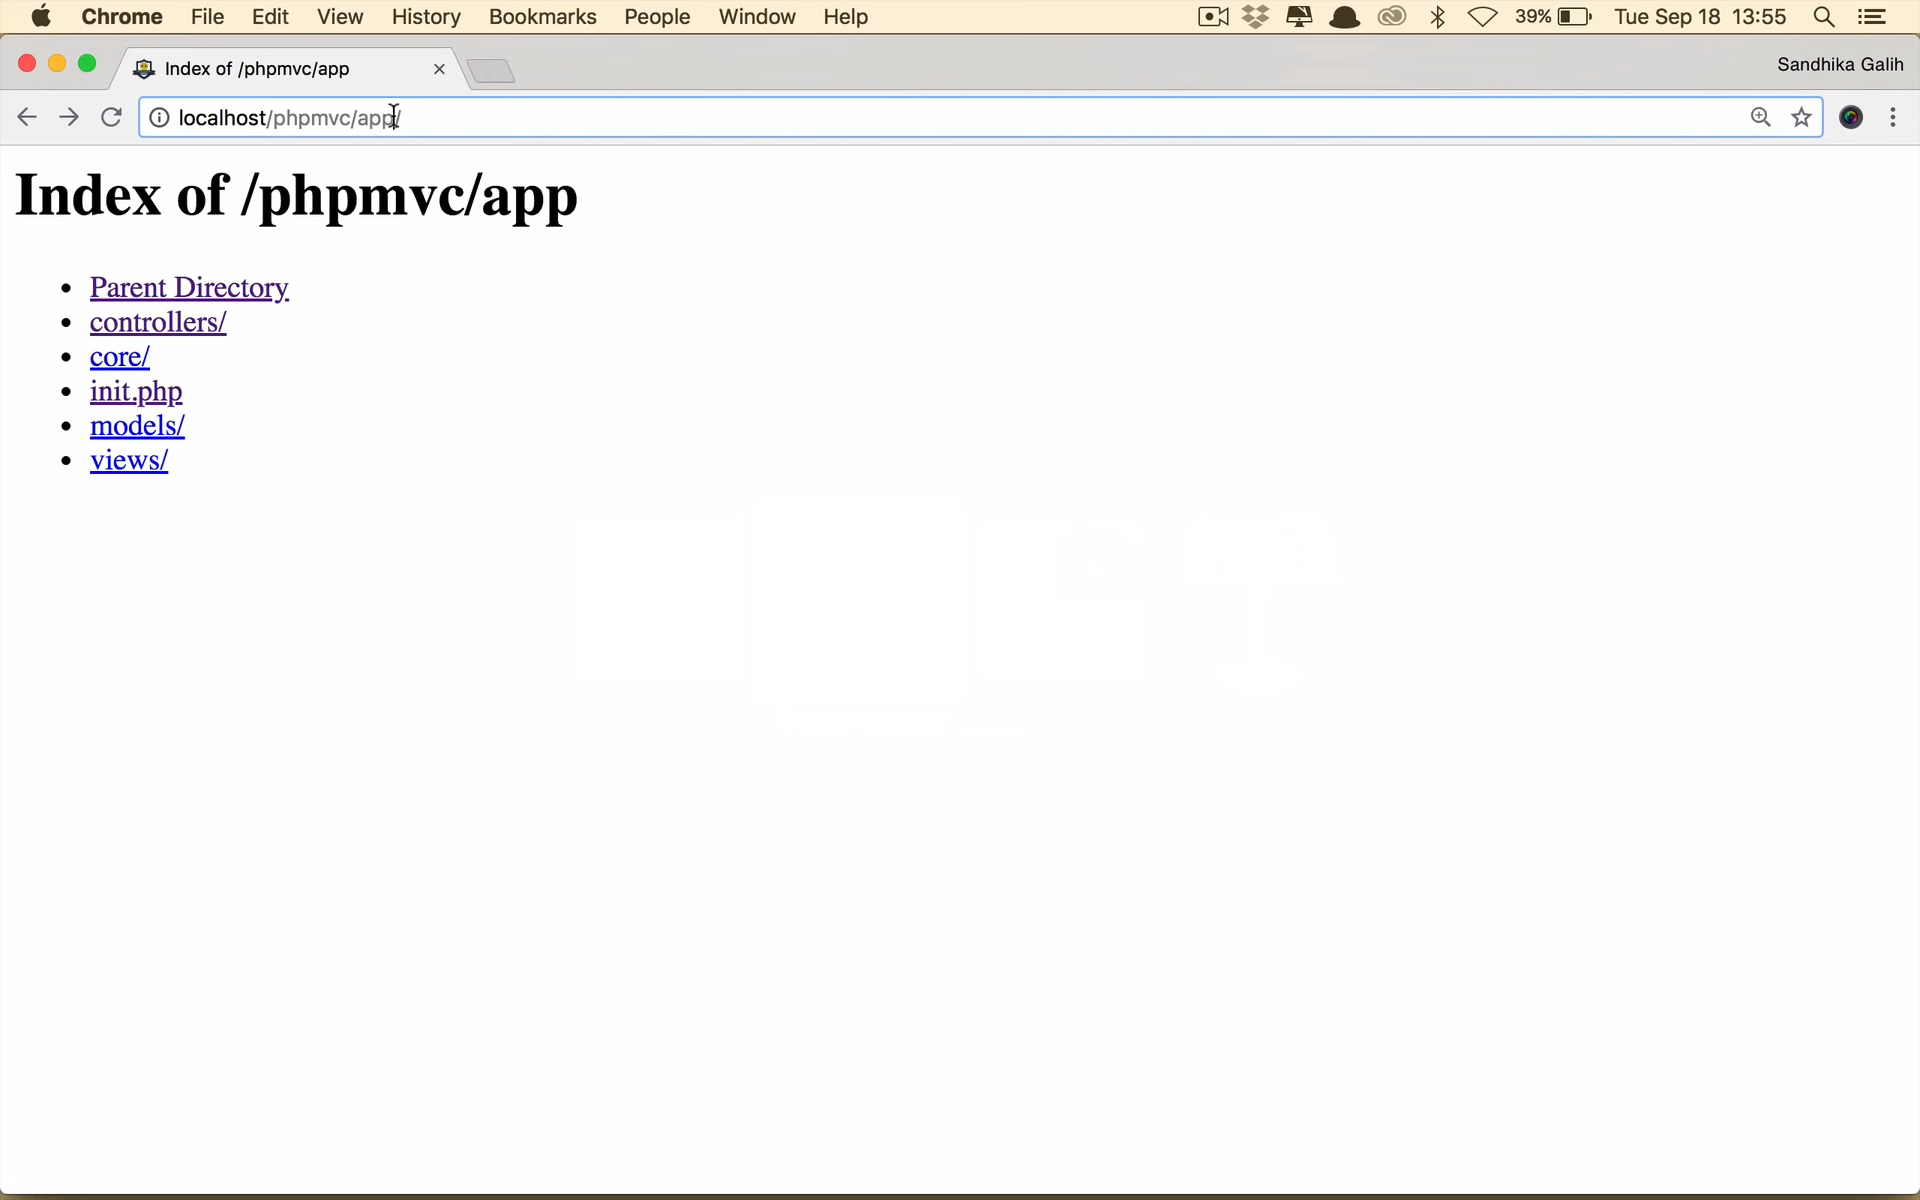 Chrome File Edit View History Bookmarks People Window Help 39% Tue Sep 18 13:55
Index of /phpmvc/app Sandhika Galih
localhost/phpmvc/app/
Index of /phpmvc/app
Parent Directory
controllers/
core/
init.php
models/
views/